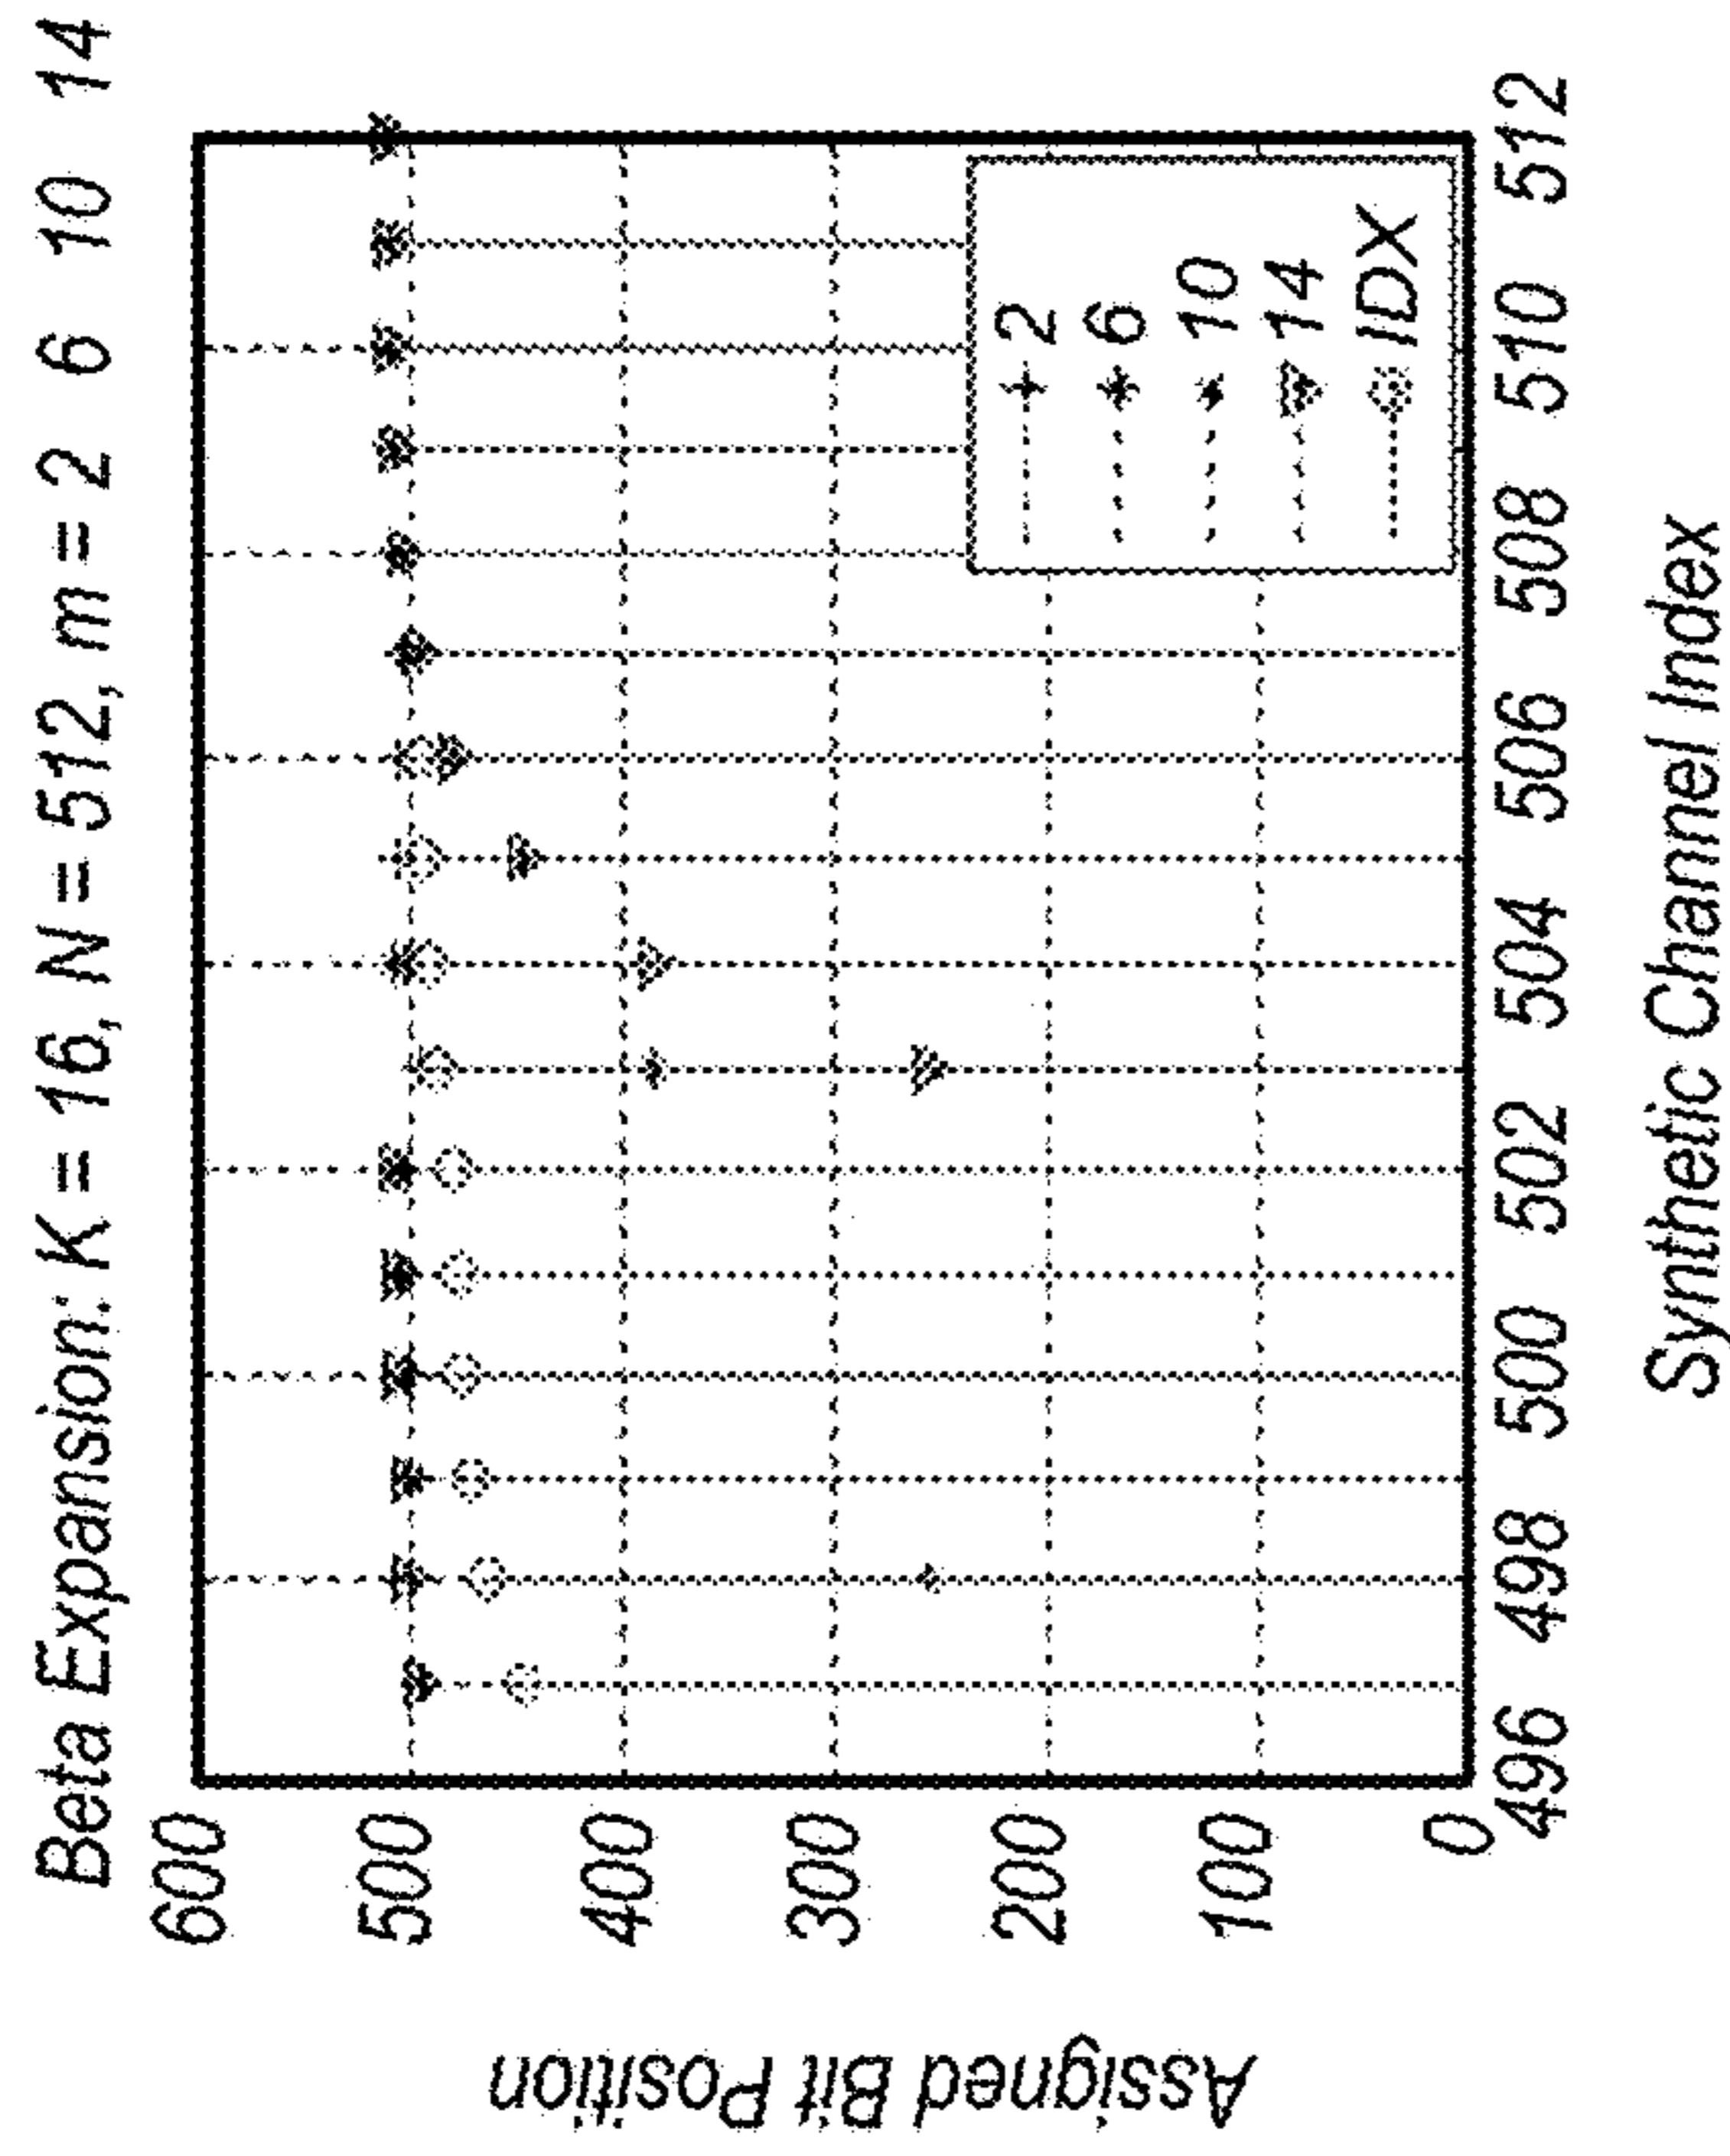 Beta Expansion: K = 16, N = 512, m = 2 6 10 14
600
500
400
300
200
100
0
Assigned Bit Position
496 498 500 502 504 506 508 510 512
Synthetic Channel Index
2
6
10
14
IDX